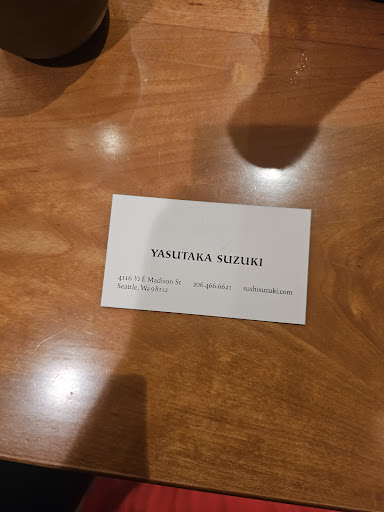 YASUTAKA SUZUKI
4116 ½ E Madison St 206.466.6621 sushisuzuki.com
Seattle, Wa 98112